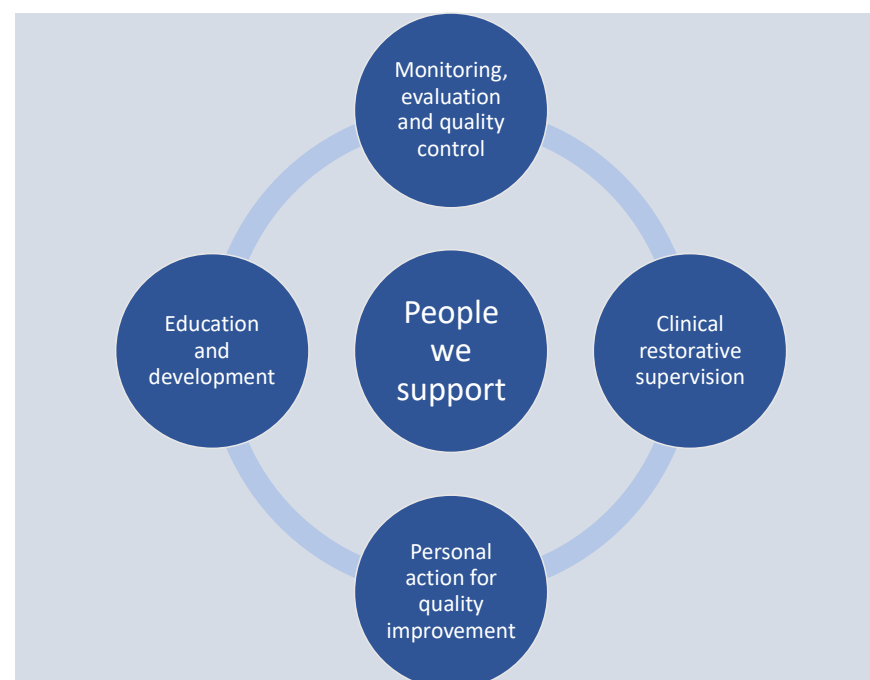 Monitoring,
evaluation
and quality
control
Education
and
development
People
we
support
Clinical
restorative
supervision
Personal
action for
quality
improvement